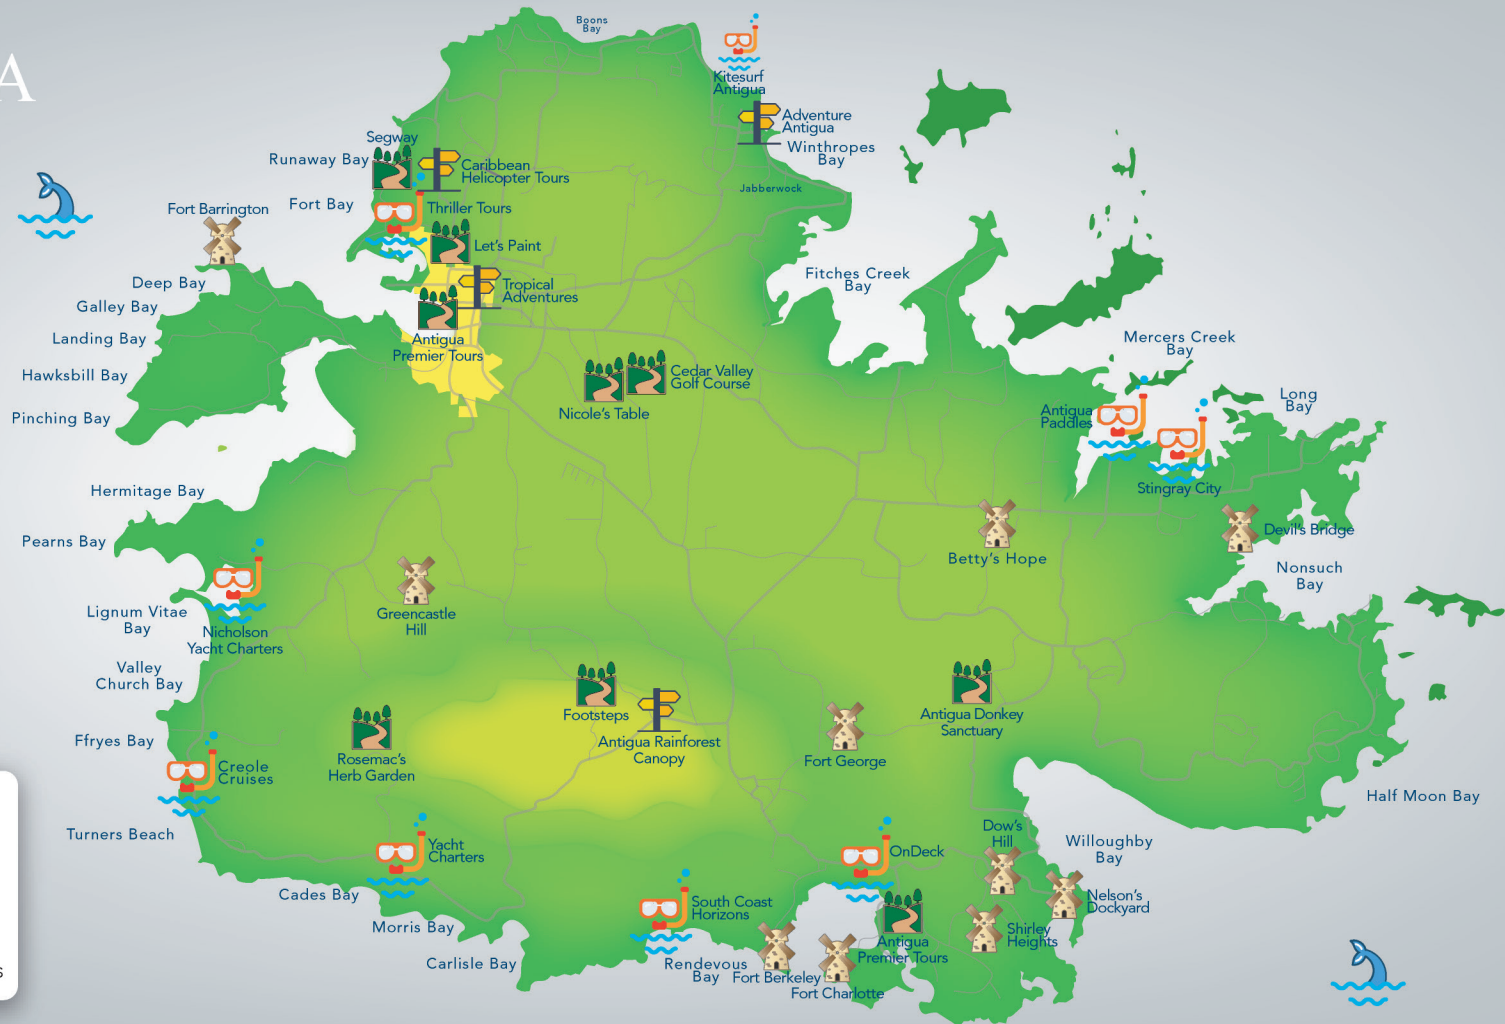 A
Boons
Bay
Kitesurf
Antigua
Adventure
Antigua
Winthropes
Bay
Segway
Runaway Bay
Caribbean
Helicopter Tours
Jabberwock
Fort Bay
Thriller Tours
Fort Barrington
Let's Paint
Deep Bay
Tropical
Adventures
Fitches Creek
Bay
Galley Bay
Landing Bay
Antigua
Premier Tours
Mercers Creek
Bay
Hawksbill Bay
Cedar Valley
Golf Course
Nicole's Table
Long
Bay
Antigua
Paddles
Pinching Bay
Stingray City
Hermitage Bay
Devil's Bridge
Pearns Bay
Betty's Hope
Nonsuch
Bay
Greencastle
Hill
Lignum Vitae
Bay
Nicholson
Yacht Charters
Valley
Church Bay
Footsteps
Antigua Donkey
Sanctuary
Ffryes Bay
Antigua Rainforest
Canopy
Rosemac's
Herb Garden
Fort George
Creole
Cruises
Half Moon Bay
Turners Beach
Dow's
Hill
Willoughby
Bay
Yacht
Charters
OnDeck
Cades Bay
South Coast
Horizons
Nelson's
Dockyard
Morris Bay
Shirley
Heights
Antigua
Premier Tours
Carlisle Bay
Rendevous
Bay
Fort Berkeley
Fort Charlotte
s